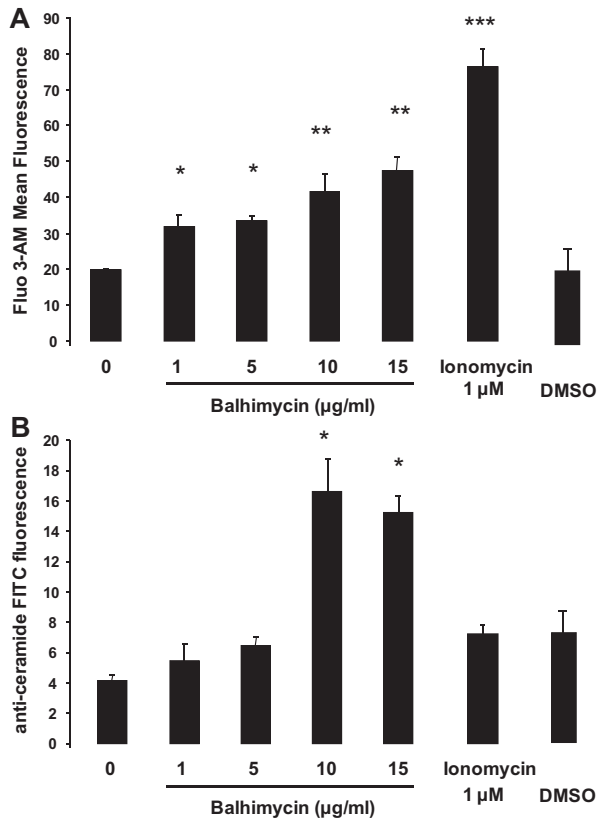 A
Fluo 3-AM Mean Fluorescence
90
80
70
60
50
40
30
20
10
0
*
*
**
**
***
0 1 5 10 15 Ionomycin
1 µM DMSO
Balhimycin (µg/ml)
B
anti-ceramide FITC fluorescence
20
18
16
14
12
10
8
6
4
2
0
*
*
0 1 5 10 15 Ionomycin
1 µM DMSO
Balhimycin (µg/ml)